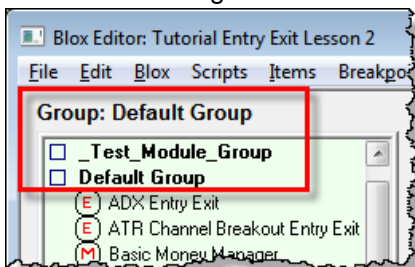 Blox Editor: Tutorial Entry Exit Lesson 2
File Edit Blox Scripts Items Breakpo
Group: Default Group
_Test_Module_Group
Default Group
E ADX Entry Exit
E ATR Channel Breakout Entry Exit
M Basic Money Manager